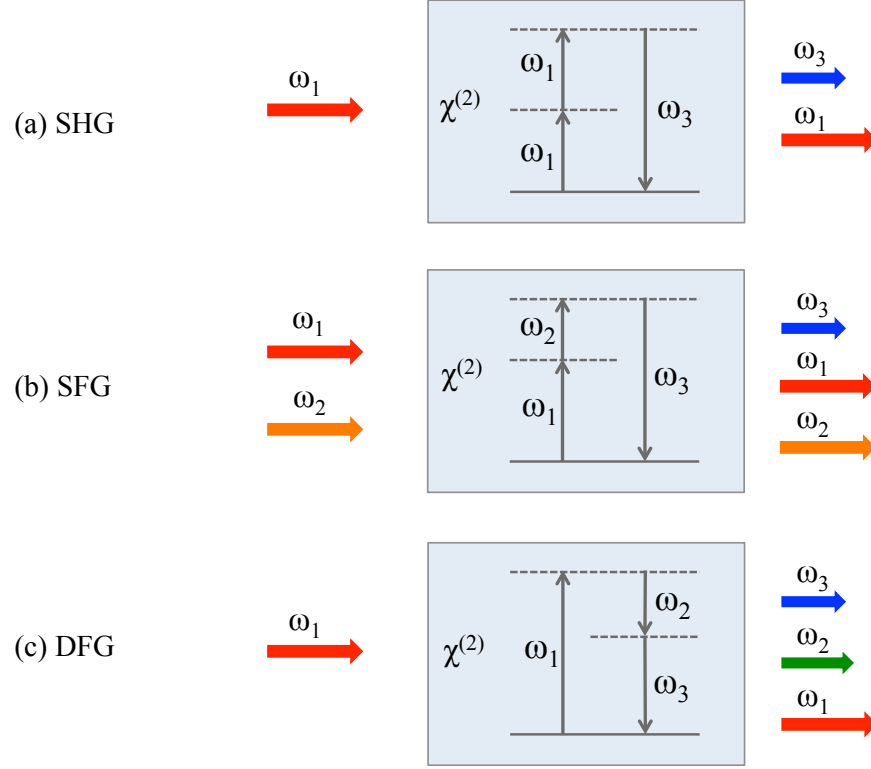 (a) SHG
ω₁
χ⁽²⁾
ω₁
ω₁
ω₃
ω₃
ω₁
(b) SFG
ω₁
ω₂
χ⁽²⁾
ω₂
ω₁
ω₃
ω₃
ω₁
ω₂
(c) DFG
ω₁
χ⁽²⁾
ω₁
ω₂
ω₃
ω₃
ω₂
ω₁